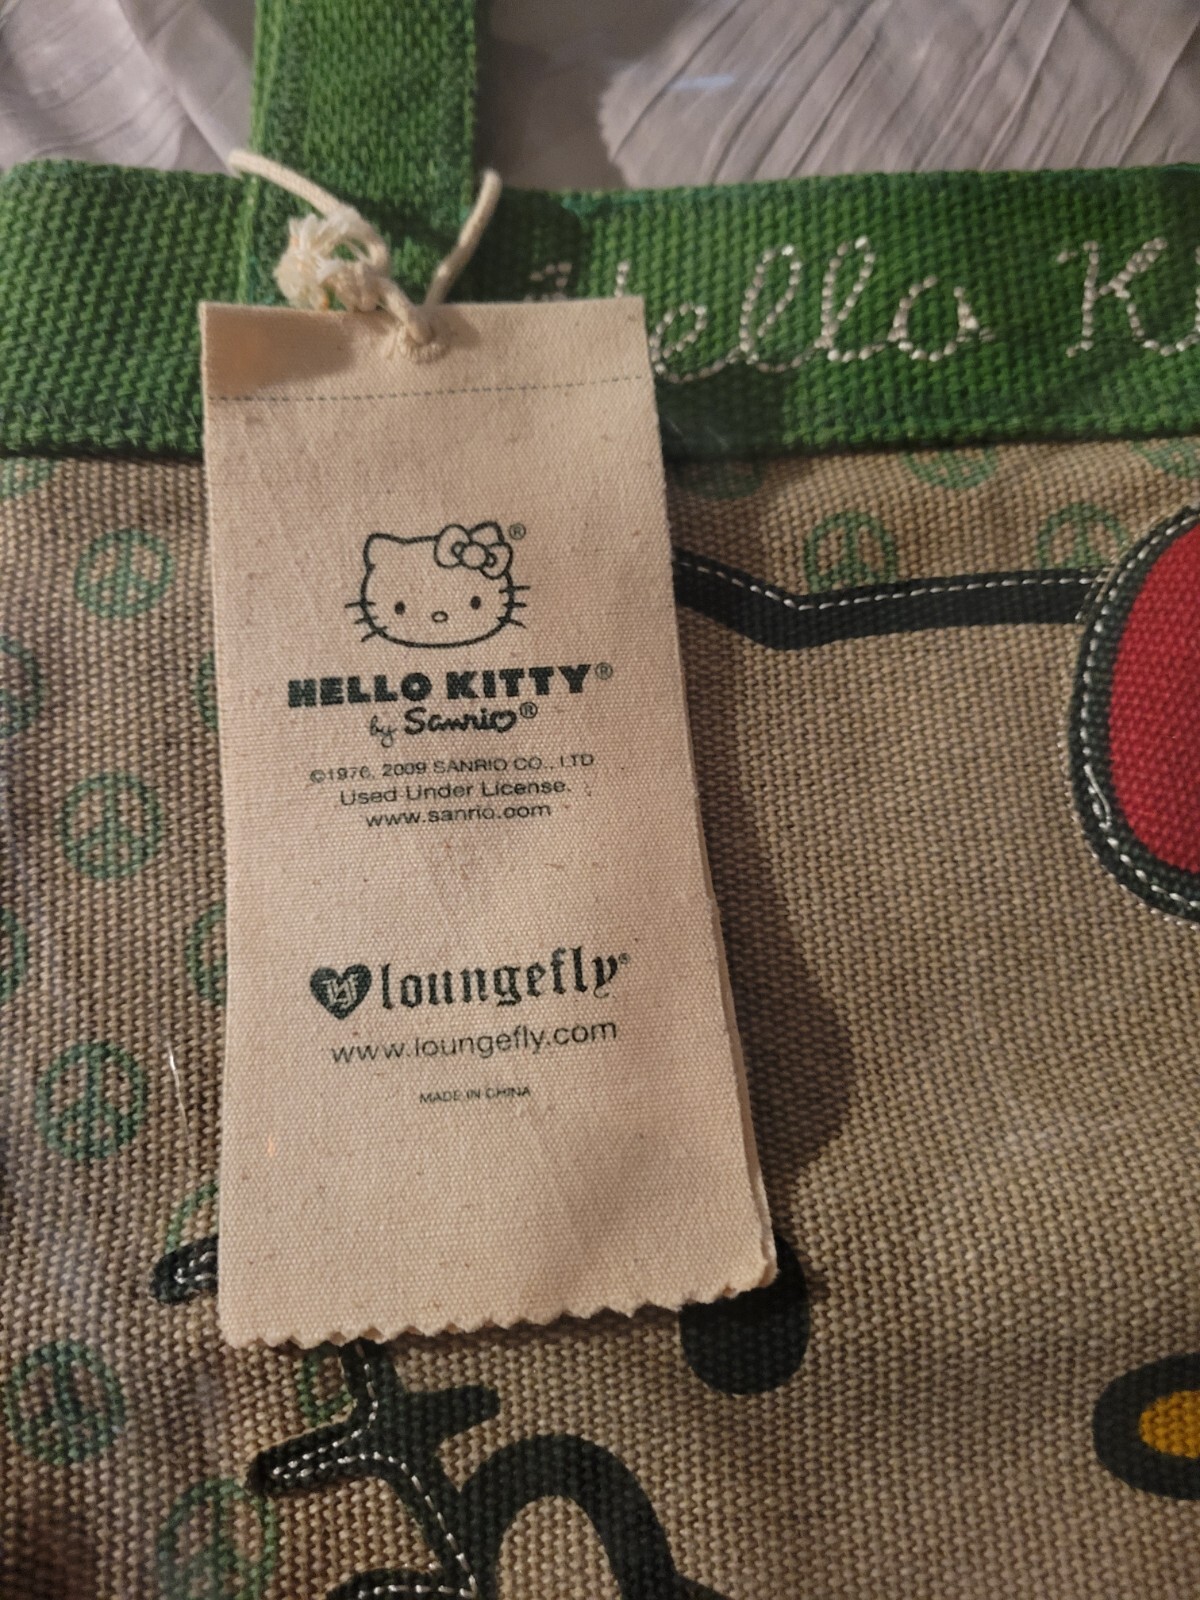 Hello K
HELLO KITTY®
by Sanrio®
©1976, 2009 SANRIO CO., LTD
Used Under License.
www.sanrio.com
loungefly®
www.loungefly.com
MADE IN CHINA